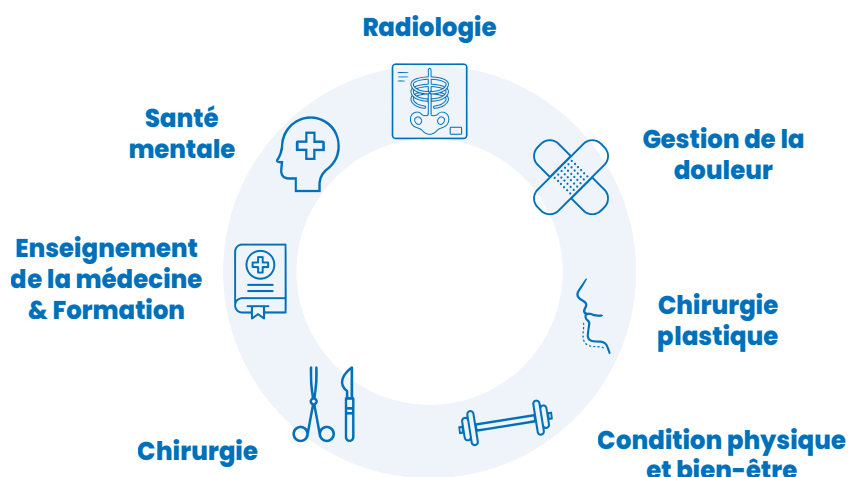 Radiologie
Santé
mentale
Gestion de la
douleur
Enseignement
de la médecine
& Formation
Chirurgie
plastique
Chirurgie
Condition physique
et bien-être